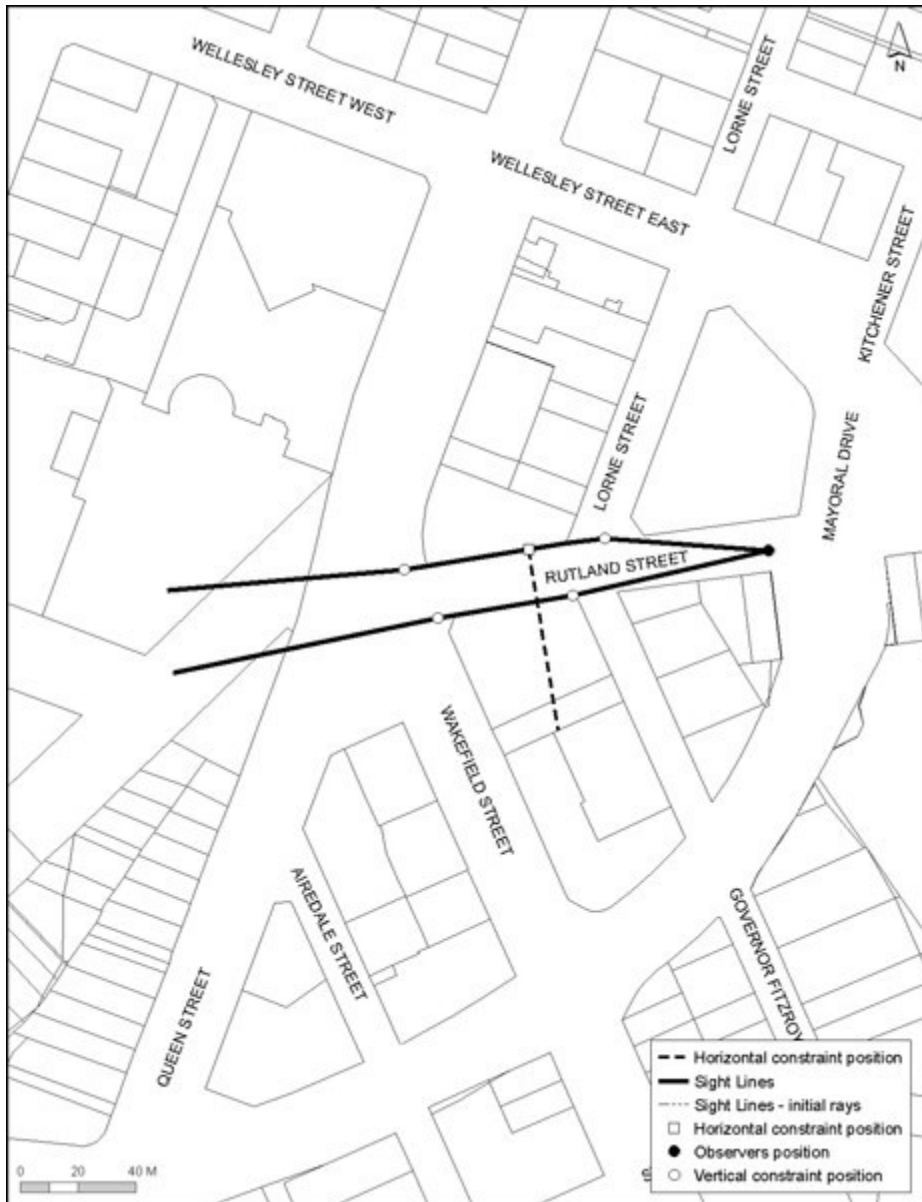 WELLESLEY STREET WEST
LORNE STREET
N
WELLESLEY STREET EAST
KITCHENER STREET
LORNE STREET
MAYORAL DRIVE
RUTLAND STREET
WAKEFIELD STREET
AIREDALE STREET
GOVERNOR FITZROY
QUEEN STREET
Horizontal constraint position
Sight Lines
Sight Lines - initial rays
Horizontal constraint position
Observers position
Vertical constraint position
0 20 40 M
S